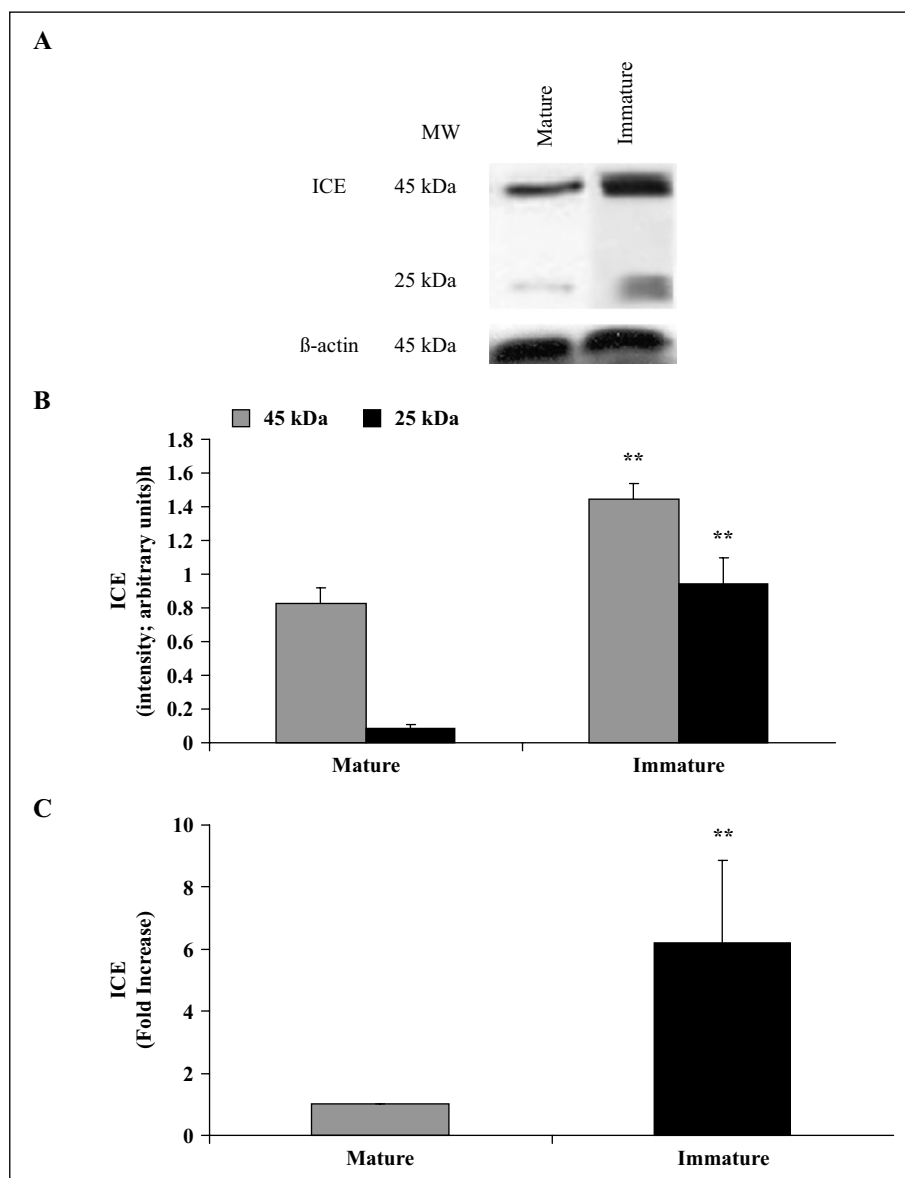 A
MW
Mature
Immature
ICE 45 kDa
25 kDa
ß-actin 45 kDa
B
45 kDa 25 kDa
ICE
(intensity; arbitrary units)h
1.8
1.6
1.4
1.2
1
0.8
0.6
0.4
0.2
0
**
**
Mature Immature
C
ICE
(Fold Increase)
10
8
6
4
2
0
**
Mature Immature